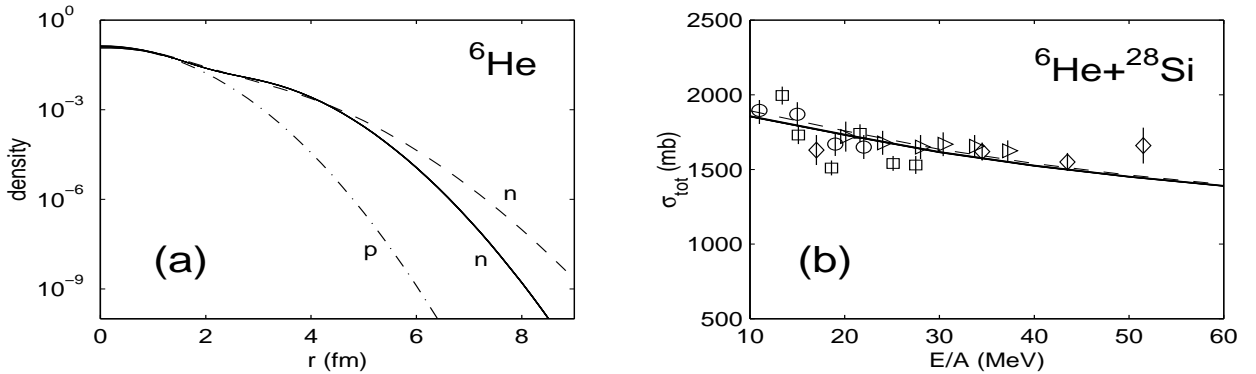 10^0
10^-3
10^-6
10^-9
density
^6He
n
p
n
(a)
0 2 4 6 8
r (fm)
2500
2000
1500
1000
500
σ_tot (mb)
^6He+^28Si
(b)
10 20 30 40 50 60
E/A (MeV)